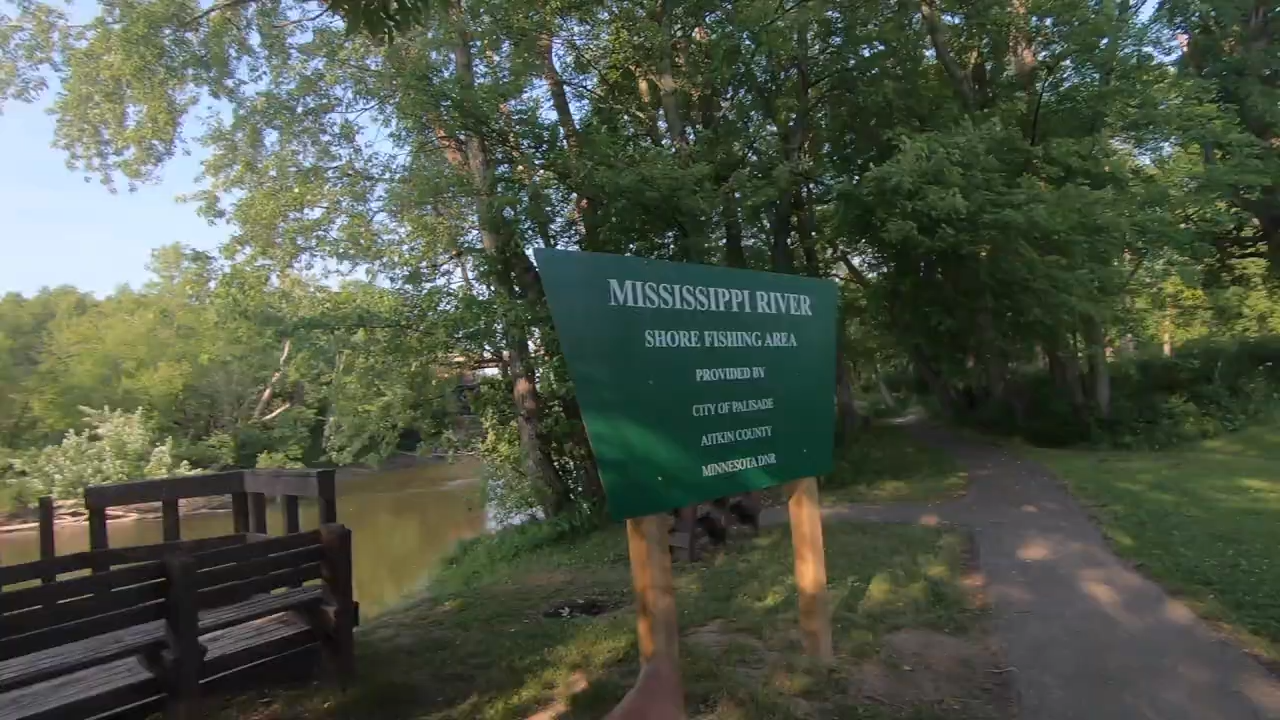 MISSISSIPPI RIVER
SHORE FISHING AREA
PROVIDED BY
CITY OF PALISADE
AITKIN COUNTY
MINNESOTA DNR